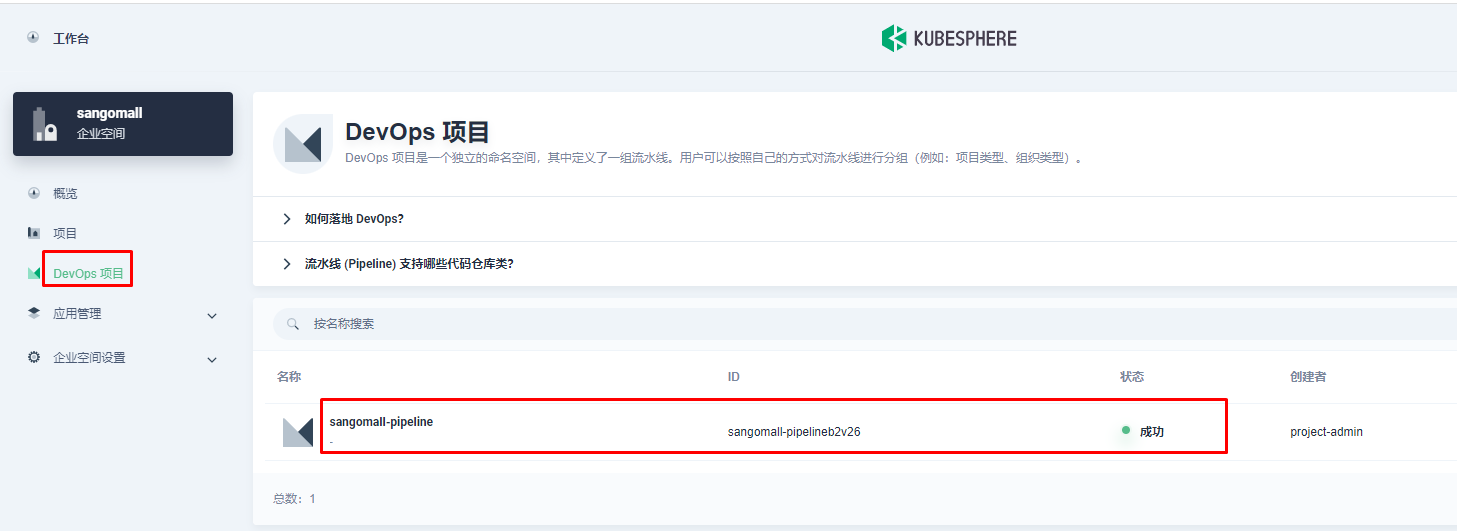 工作台
KUBESPHERE
sangomall
企业空间
概览
项目
DevOps 项目
应用管理
企业空间设置
DevOps 项目
DevOps 项目是一个独立的命名空间，其中定义了一组流水线。用户可以按照自己的方式对流水线进行分组（例如：项目类型、组织类型）。
如何落地 DevOps?
流水线 (Pipeline) 支持哪些代码仓库类?
按名称搜索
名称 ID 状态 创建者
sangomall-pipeline sangomall-pipelineb2v26 成功 project-admin
-
总数：1